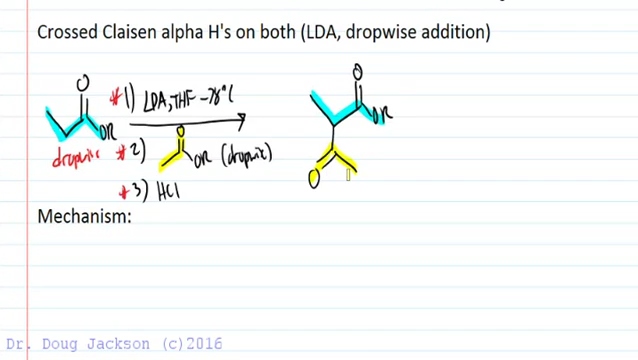 Crossed Claisen alpha H's on both (LDA, dropwise addition)
O
*1) LDA, THF -78°C
O
OR
OR
dropwise
*2)
O
OR (dropwise)
*3) HCl
O
Mechanism:
Dr. Doug Jackson (c)2016